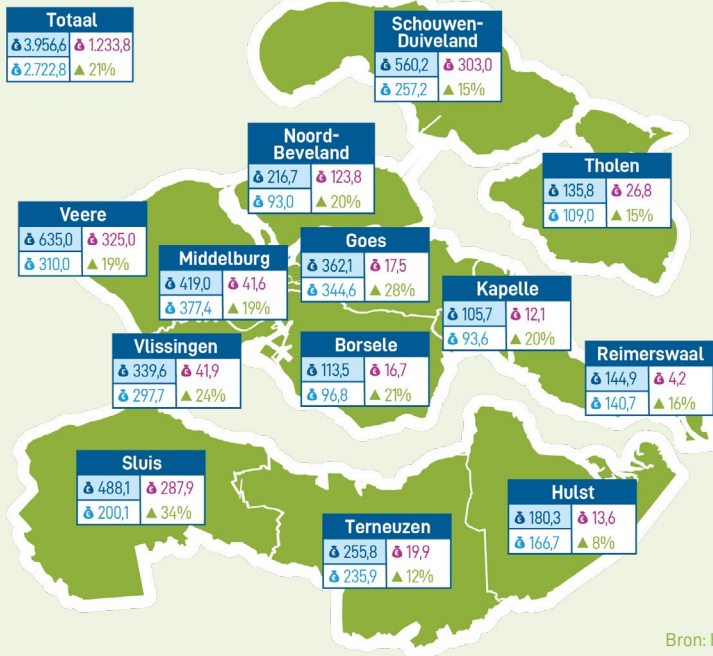 Totaal
3.956,6 1.233,8
2.722,8 ▲ 21%
Schouwen-
Duiveland
560,2 303,0
257,2 ▲ 15%
Noord-
Beveland
216,7 123,8
93,0 ▲ 20%
Tholen
135,8 26,8
109,0 ▲ 15%
Veere
635,0 325,0
310,0 ▲ 19%
Middelburg
419,0 41,6
377,4 ▲ 19%
Goes
362,1 17,5
344,6 ▲ 28%
Kapelle
105,7 12,1
93,6 ▲ 20%
Vlissingen
339,6 41,9
297,7 ▲ 24%
Borsele
113,5 16,7
96,8 ▲ 21%
Reimerswaal
144,9 4,2
140,7 ▲ 16%
Sluis
488,1 287,9
200,1 ▲ 34%
Hulst
180,3 13,6
166,7 ▲ 8%
Terneuzen
255,8 19,9
235,9 ▲ 12%
Bron: